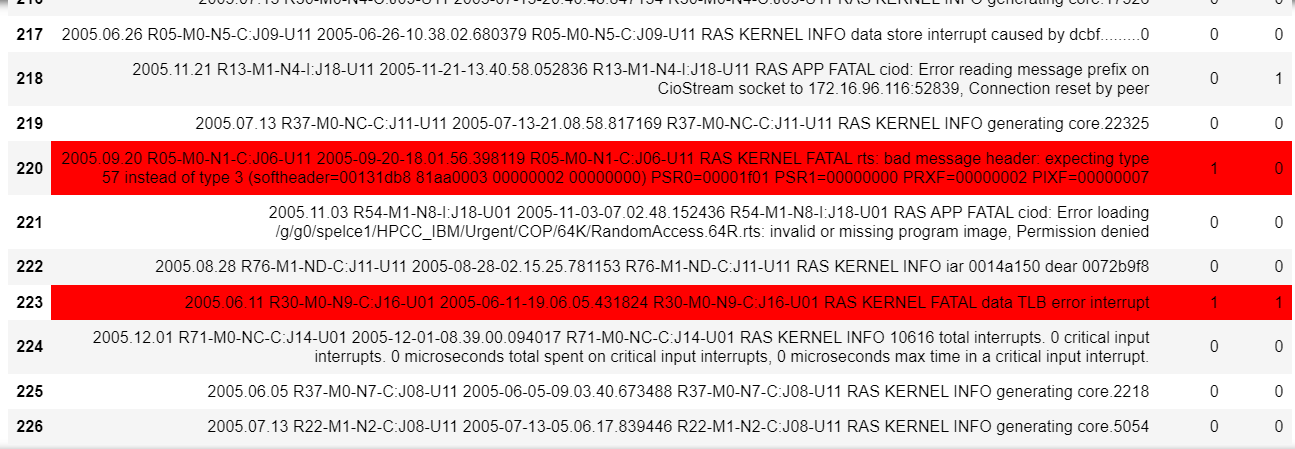 216 2005.07.13 R30-M0-N4-C:J09-U11 2005-07-13-20.40.48.847134 R30-M0-N4-C:J09-U11 RAS KERNEL INFO generating core.17526 0 0
217 2005.06.26 R05-M0-N5-C:J09-U11 2005-06-26-10.38.02.680379 R05-M0-N5-C:J09-U11 RAS KERNEL INFO data store interrupt caused by dcbf.........0 0 0
2005.11.21 R13-M1-N4-I:J18-U11 2005-11-21-13.40.58.052836 R13-M1-N4-I:J18-U11 RAS APP FATAL ciod: Error reading message prefix on
218 CioStream socket to 172.16.96.116:52839, Connection reset by peer 0 1
219 2005.07.13 R37-M0-NC-C:J11-U11 2005-07-13-21.08.58.817169 R37-M0-NC-C:J11-U11 RAS KERNEL INFO generating core.22325 0 0
2005.09.20 R05-M0-N1-C:J06-U11 2005-09-20-18.01.56.398119 R05-M0-N1-C:J06-U11 RAS KERNEL FATAL rts: bad message header: expecting type
220 57 instead of type 3 (softheader=00131db8 81aa0003 00000002 00000000) PSR0=00001f01 PSR1=00000000 PRXF=00000002 PIXF=00000007 1 0
2005.11.03 R54-M1-N8-I:J18-U01 2005-11-03-07.02.48.152436 R54-M1-N8-I:J18-U01 RAS APP FATAL ciod: Error loading
221 /g/g0/spelce1/HPCC_IBM/Urgent/COP/64K/RandomAccess.64R.rts: invalid or missing program image, Permission denied 0 0
222 2005.08.28 R76-M1-ND-C:J11-U11 2005-08-28-02.15.25.781153 R76-M1-ND-C:J11-U11 RAS KERNEL INFO iar 0014a150 dear 0072b9f8 0 0
223 2005.06.11 R30-M0-N9-C:J16-U01 2005-06-11-19.06.05.431824 R30-M0-N9-C:J16-U01 RAS KERNEL FATAL data TLB error interrupt 1 1
2005.12.01 R71-M0-NC-C:J14-U01 2005-12-01-08.39.00.094017 R71-M0-NC-C:J14-U01 RAS KERNEL INFO 10616 total interrupts. 0 critical input
224 interrupts. 0 microseconds total spent on critical input interrupts, 0 microseconds max time in a critical input interrupt. 0 0
225 2005.06.05 R37-M0-N7-C:J08-U11 2005-06-05-09.03.40.673488 R37-M0-N7-C:J08-U11 RAS KERNEL INFO generating core.2218 0 0
226 2005.07.13 R22-M1-N2-C:J08-U11 2005-07-13-05.06.17.839446 R22-M1-N2-C:J08-U11 RAS KERNEL INFO generating core.5054 0 0